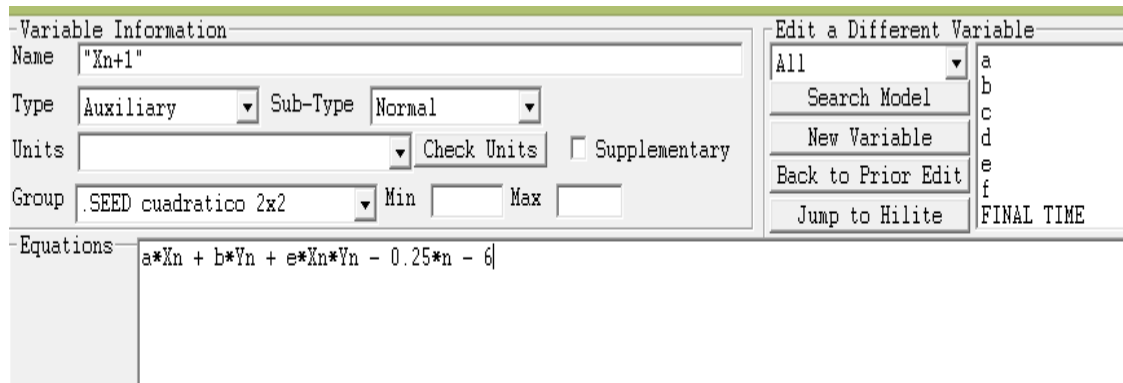 Variable Information
Name "Xn+1"
Type Auxiliary Sub-Type Normal
Units Check Units Supplementary
Group .SEED cuadratico 2x2 Min Max
Edit a Different Variable
All
Search Model
New Variable
Back to Prior Edit
Jump to Hilite
a
b
c
d
e
f
FINAL TIME
Equations
a*Xn + b*Yn + e*Xn*Yn - 0.25*n - 6